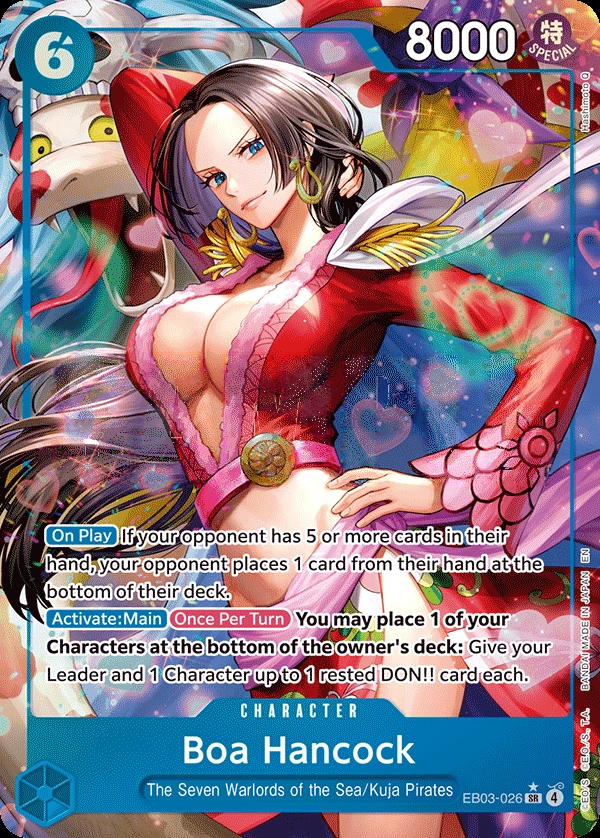 6
8000
特
SPECIAL
Hashimoto Q
On Play If your opponent has 5 or more cards in their
hand, your opponent places 1 card from their hand at the
bottom of their deck.
Activate:Main Once Per Turn You may place 1 of your
Characters at the bottom of the owner's deck: Give your
Leader and 1 Character up to 1 rested DON!! card each.
CHARACTER
Boa Hancock
The Seven Warlords of the Sea/Kuja Pirates
EB03-026 SR 4
©E.O./S., T.A. BANDAI MADE IN JAPAN EN